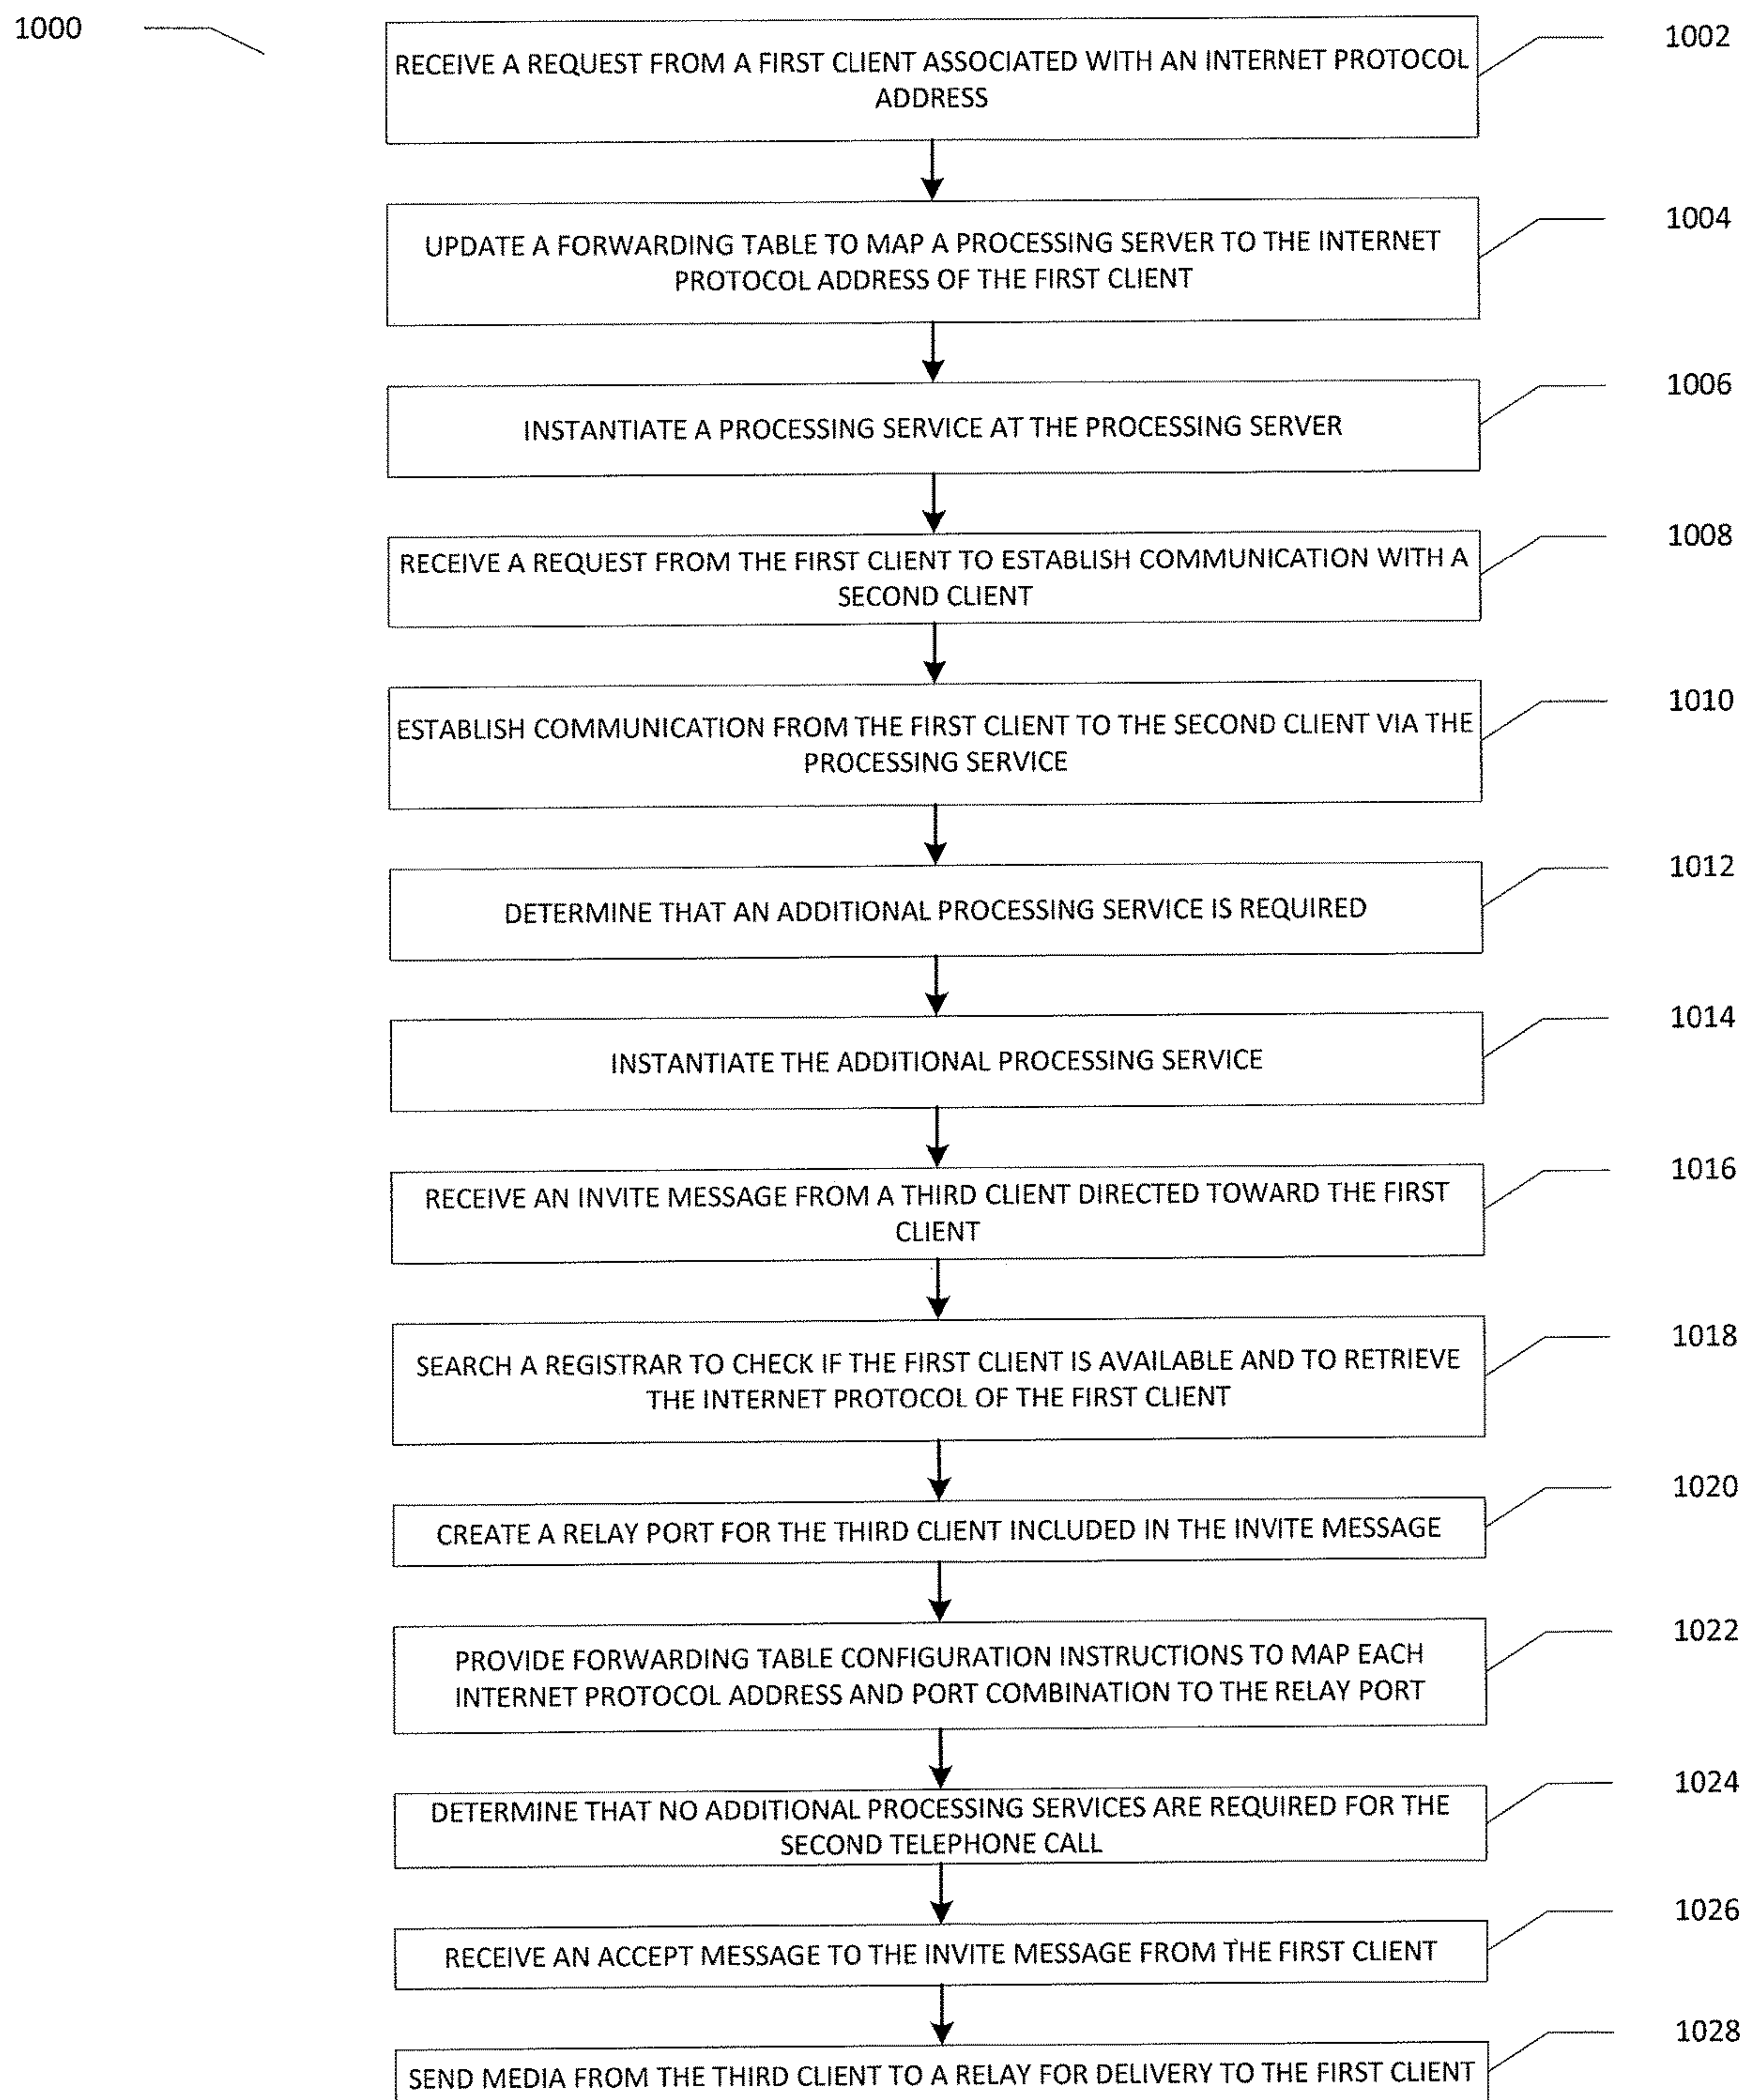 1000
RECEIVE A REQUEST FROM A FIRST CLIENT ASSOCIATED WITH AN INTERNET PROTOCOL
ADDRESS
1002
UPDATE A FORWARDING TABLE TO MAP A PROCESSING SERVER TO THE INTERNET
PROTOCOL ADDRESS OF THE FIRST CLIENT
1004
INSTANTIATE A PROCESSING SERVICE AT THE PROCESSING SERVER
1006
RECEIVE A REQUEST FROM THE FIRST CLIENT TO ESTABLISH COMMUNICATION WITH A
SECOND CLIENT
1008
ESTABLISH COMMUNICATION FROM THE FIRST CLIENT TO THE SECOND CLIENT VIA THE
PROCESSING SERVICE
1010
DETERMINE THAT AN ADDITIONAL PROCESSING SERVICE IS REQUIRED
1012
INSTANTIATE THE ADDITIONAL PROCESSING SERVICE
1014
RECEIVE AN INVITE MESSAGE FROM A THIRD CLIENT DIRECTED TOWARD THE FIRST
CLIENT
1016
SEARCH A REGISTRAR TO CHECK IF THE FIRST CLIENT IS AVAILABLE AND TO RETRIEVE
THE INTERNET PROTOCOL OF THE FIRST CLIENT
1018
CREATE A RELAY PORT FOR THE THIRD CLIENT INCLUDED IN THE INVITE MESSAGE
1020
PROVIDE FORWARDING TABLE CONFIGURATION INSTRUCTIONS TO MAP EACH
INTERNET PROTOCOL ADDRESS AND PORT COMBINATION TO THE RELAY PORT
1022
DETERMINE THAT NO ADDITIONAL PROCESSING SERVICES ARE REQUIRED FOR THE
SECOND TELEPHONE CALL
1024
RECEIVE AN ACCEPT MESSAGE TO THE INVITE MESSAGE FROM THE FIRST CLIENT
1026
SEND MEDIA FROM THE THIRD CLIENT TO A RELAY FOR DELIVERY TO THE FIRST CLIENT
1028